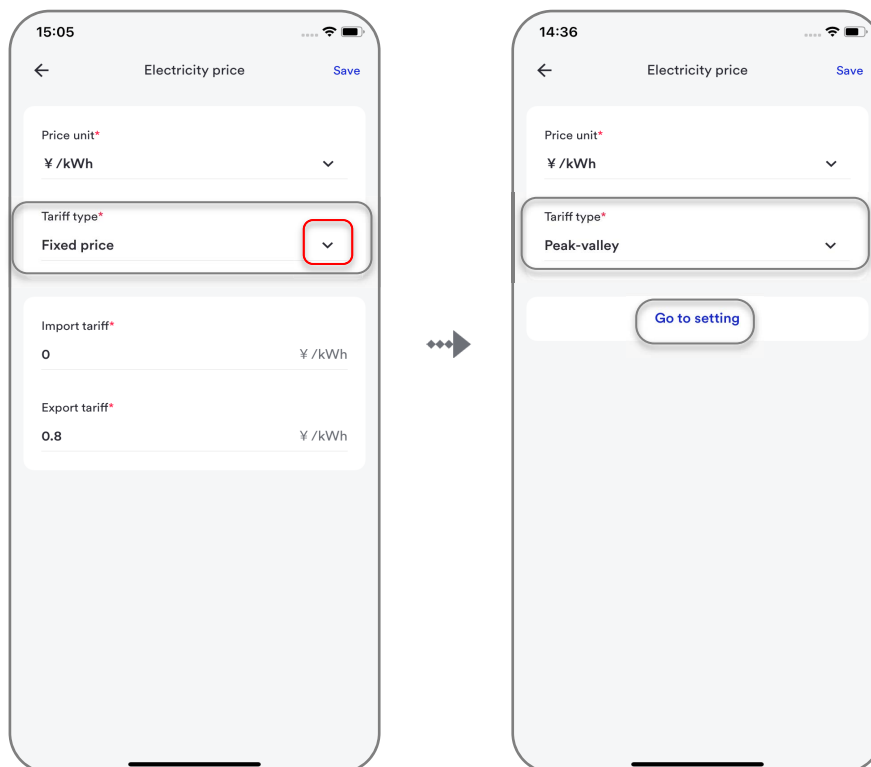 15:05
Electricity price
Save
Price unit*
¥ /kWh
Tariff type*
Fixed price
Import tariff*
0 ¥ /kWh
Export tariff*
0.8 ¥ /kWh
14:36
Electricity price
Save
Price unit*
¥ /kWh
Tariff type*
Peak-valley
Go to setting